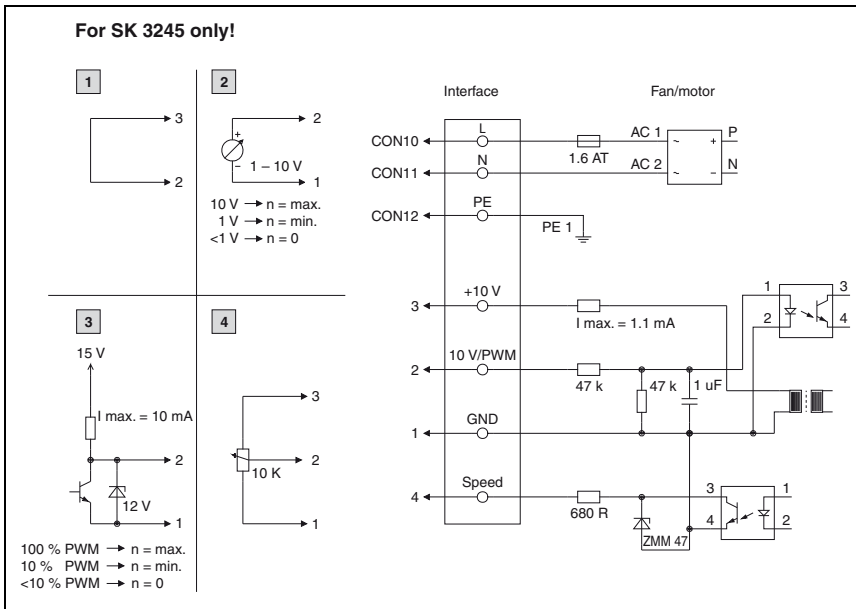 For SK 3245 only!
1
3
2
2
2
+
–
1 – 10 V
1
10 V → n = max.
1 V → n = min.
<1 V → n = 0
3
15 V
I max. = 10 mA
2
12 V
1
100 % PWM → n = max.
10 % PWM → n = min.
<10 % PWM → n = 0
4
3
2
10 K
1
Interface
Fan/motor
CON10
L
1.6 AT
AC 1
~
+
P
CON11
N
AC 2
~
–
N
CON12
PE
PE 1
3
+10 V
I max. = 1.1 mA
1
3
2
4
2
10 V/PWM
47 k
47 k
1 uF
1
GND
4
Speed
680 R
ZMM 47
3
1
4
2